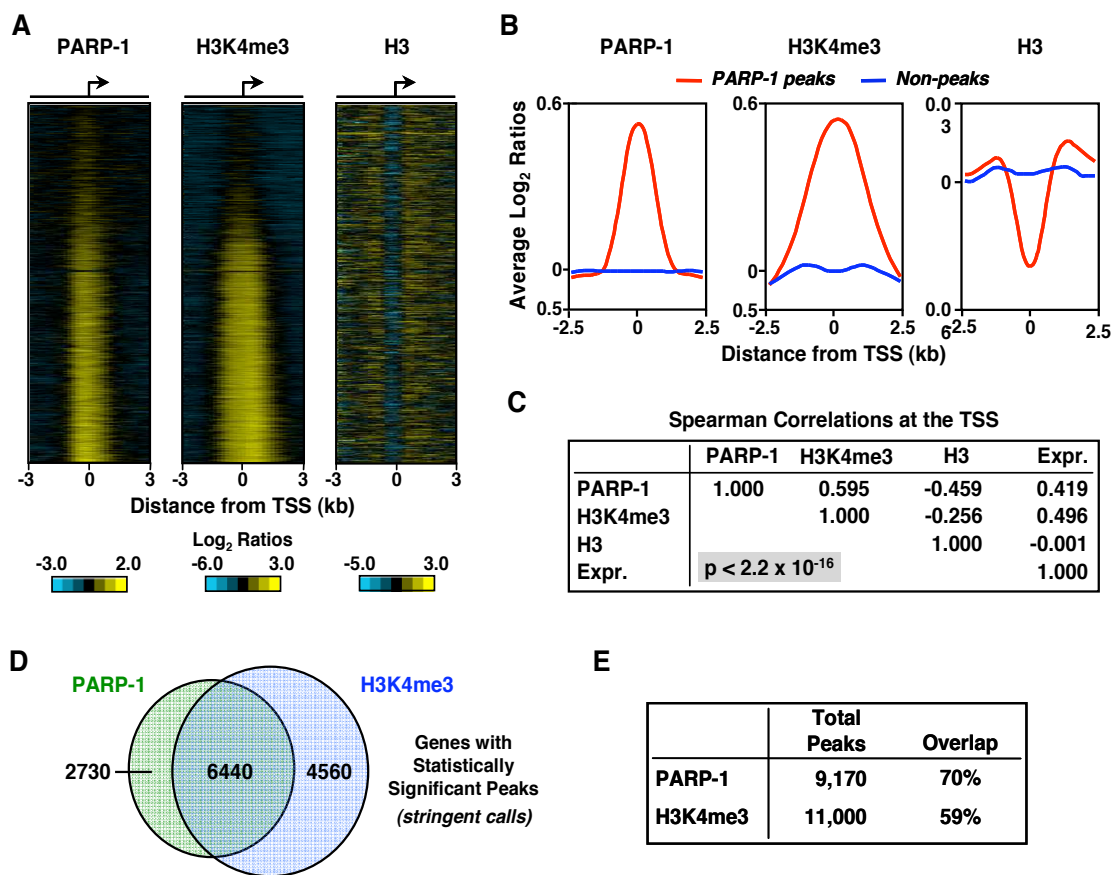 A
PARP-1 H3K4me3 H3
-3 0 3 -3 0 3 -3 0 3
Distance from TSS (kb)
Log2 Ratios
-3.0 2.0 -6.0 3.0 -5.0 3.0
B
PARP-1 H3K4me3 H3
PARP-1 peaks Non-peaks
Average Log2 Ratios
0.6 0.6 0.0
3
0 0 0
0.5 0.5 0.0
6
-2.5 0 2.5 -2.5 0 2.5 -2.5 0 2.5
Distance from TSS (kb)
C
Spearman Correlations at the TSS
PARP-1 H3K4me3 H3 Expr.
PARP-1 1.000 0.595 -0.459 0.419
H3K4me3 1.000 -0.256 0.496
H3 1.000 -0.001
Expr. p < 2.2 x 10-16 1.000
D
PARP-1 H3K4me3
2730 6440 4560
Genes with
Statistically
Significant Peaks
(stringent calls)
E
Total
Peaks Overlap
PARP-1 9,170 70%
H3K4me3 11,000 59%